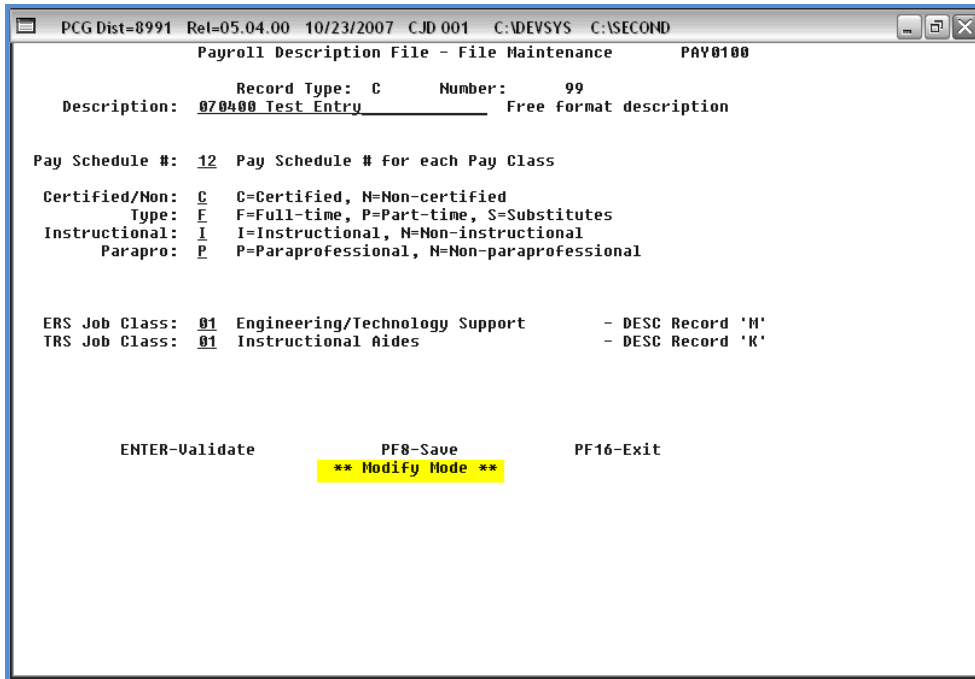 PCG Dist=8991 Rel=05.04.00 10/23/2007 CJD 001 C:\DEVSYS C:\SECOND
Payroll Description File - File Maintenance PAY0100
Record Type: C Number: 99
Description: 070400 Test Entry Free format description
Pay Schedule #: 12 Pay Schedule # for each Pay Class
Certified/Non: C C=Certified, N=Non-certified
Type: F F=Full-time, P=Part-time, S=Substitutes
Instructional: I I=Instructional, N=Non-instructional
Parapro: P P=Paraprofessional, N=Non-paraprofessional
ERS Job Class: 01 Engineering/Technology Support - DESC Record 'M'
TRS Job Class: 01 Instructional Aides - DESC Record 'K'
ENTER-Validate PF8-Save PF16-Exit
** Modify Mode **